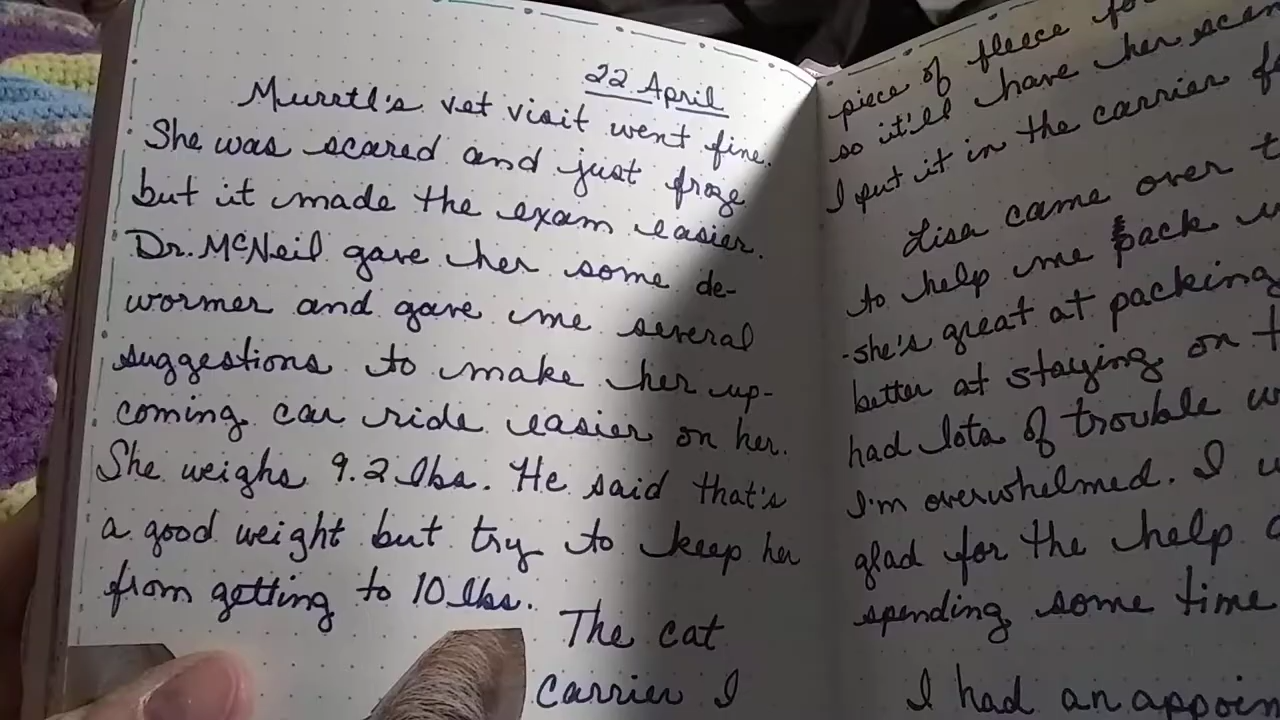 22 April
Murrtl's vet visit went fine.
She was scared and just froze
but it made the exam easier.
Dr. McNeil gave her some de-
wormer and gave me several
suggestions to make her up-
coming car ride easier on her.
She weighs 9.2 lbs. He said that's
a good weight but try to keep her
from getting to 10 lbs.
The cat
carrier I
piece of fleece
so it'll have her
I put it in the carrier
Lisa came over
to help me pack
-she's great at packing
better at staying on
had lots of trouble
I'm overwhelmed. I
glad for the help
spending some time
I had an